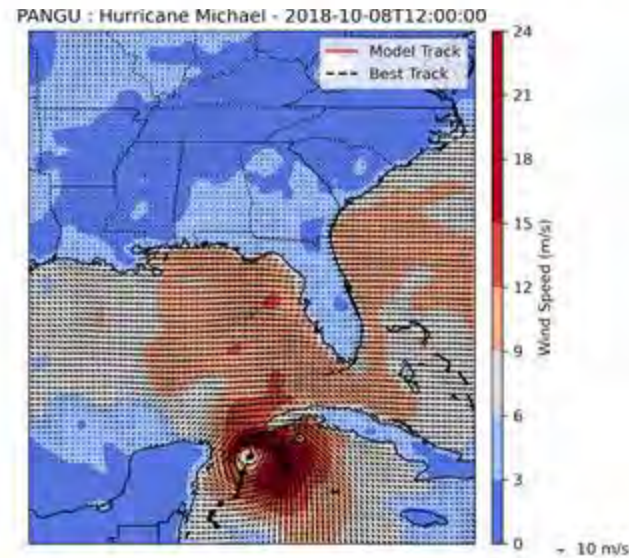 PANGU : Hurricane Michael - 2018-10-08T12:00:00
Model Track
Best Track
24
21
18
15
12
9
6
3
0
Wind Speed (m/s)
10 m/s